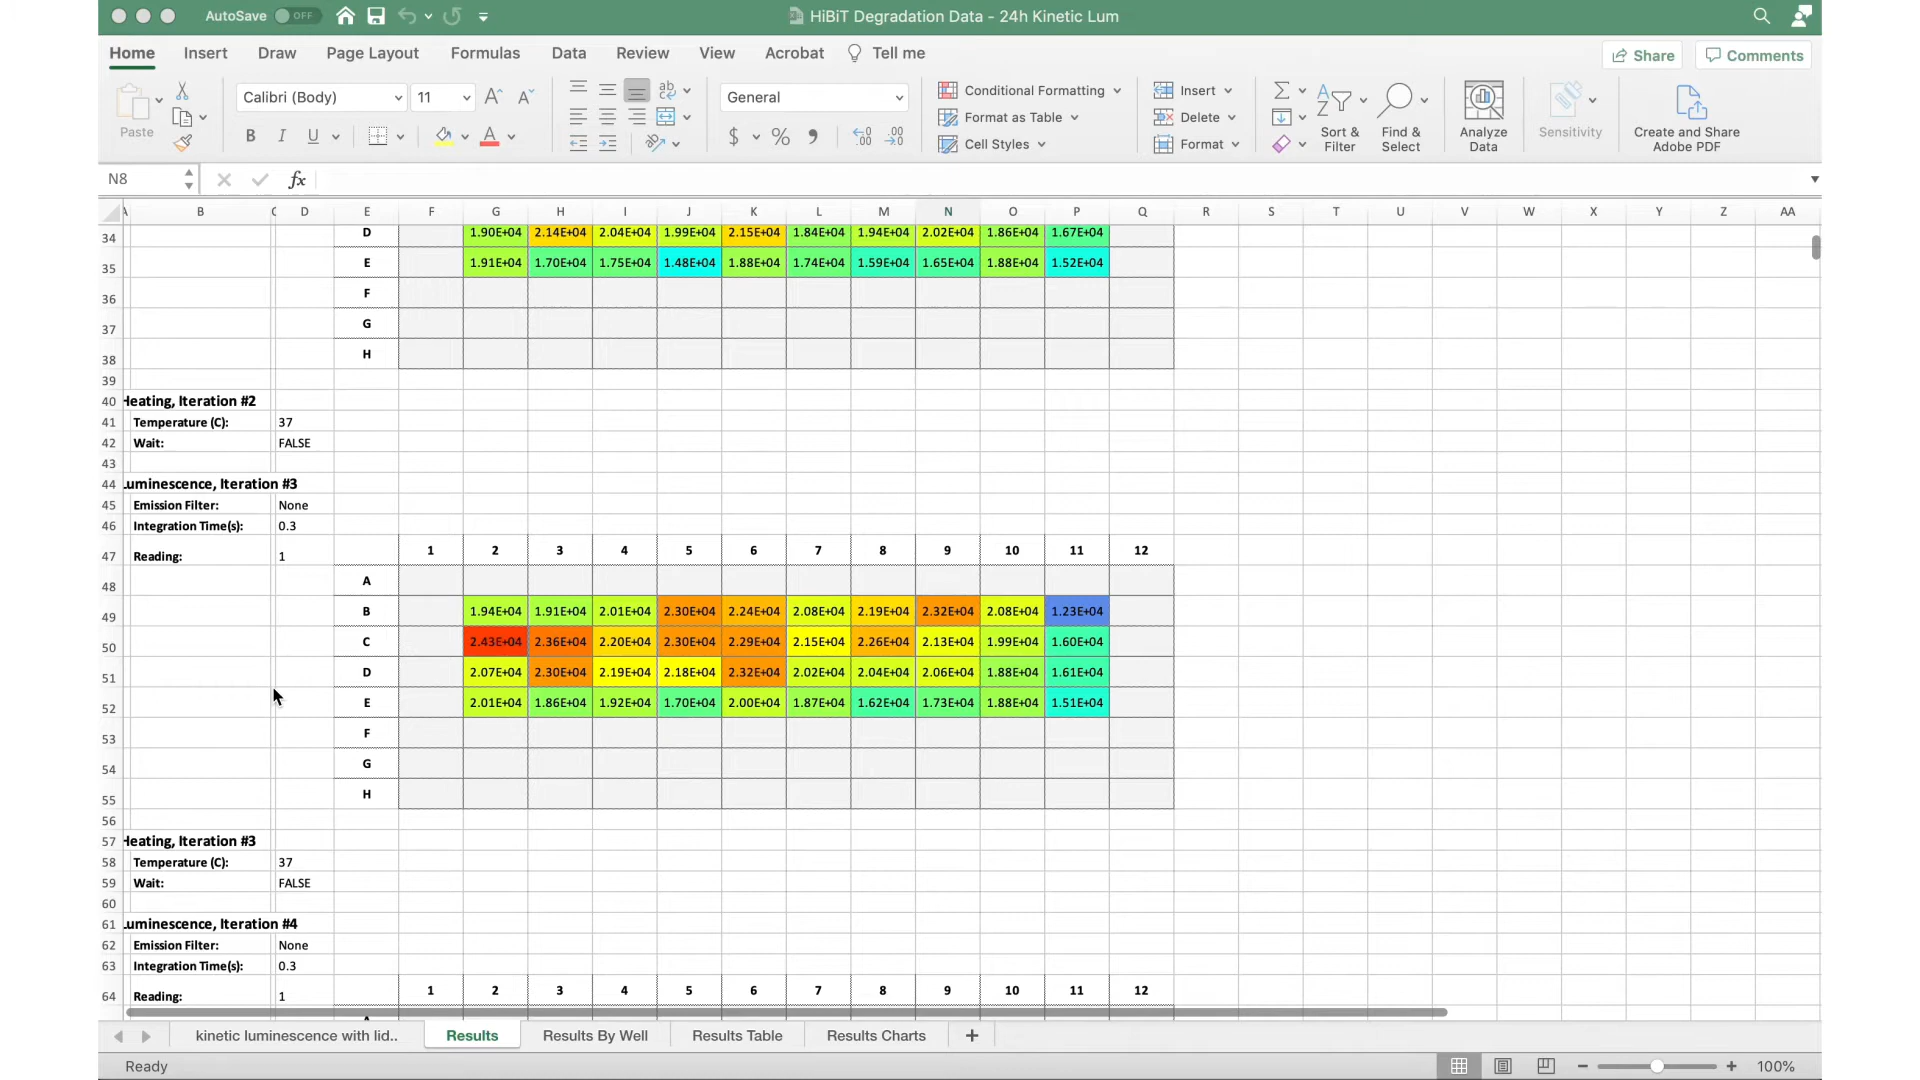 AutoSave OFF HiBiT Degradation Data - 24h Kinetic Lum
Home Insert Draw Page Layout Formulas Data Review View Acrobat Tell me Share Comments
Paste Calibri (Body) 11 A A ab General Conditional Formatting Insert Σ A Z
B I U A $ % Format as Table Delete Sort & Filter Find & Select Analyze Data Sensitivity Create and Share Adobe PDF
Cell Styles Format
N8 fx
A B C D E F G H I J K L M N O P Q R S T U V W X Y Z AA
34 D 1.90E+04 2.14E+04 2.04E+04 1.99E+04 2.15E+04 1.84E+04 1.94E+04 2.02E+04 1.86E+04 1.67E+04
35 E 1.91E+04 1.70E+04 1.75E+04 1.48E+04 1.88E+04 1.74E+04 1.59E+04 1.65E+04 1.88E+04 1.52E+04
36 F
37 G
38 H
39
40 Heating, Iteration #2
41 Temperature (C): 37
42 Wait: FALSE
43
44 Luminescence, Iteration #3
45 Emission Filter: None
46 Integration Time(s): 0.3
47 Reading: 1 1 2 3 4 5 6 7 8 9 10 11 12
48 A
49 B 1.94E+04 1.91E+04 2.01E+04 2.30E+04 2.24E+04 2.08E+04 2.19E+04 2.32E+04 2.08E+04 1.23E+04
50 C 2.43E+04 2.36E+04 2.20E+04 2.30E+04 2.29E+04 2.15E+04 2.26E+04 2.13E+04 1.99E+04 1.60E+04
51 D 2.07E+04 2.30E+04 2.19E+04 2.18E+04 2.32E+04 2.02E+04 2.04E+04 2.06E+04 1.88E+04 1.61E+04
52 E 2.01E+04 1.86E+04 1.92E+04 1.70E+04 2.00E+04 1.87E+04 1.62E+04 1.73E+04 1.88E+04 1.51E+04
53 F
54 G
55 H
56
57 Heating, Iteration #3
58 Temperature (C): 37
59 Wait: FALSE
60
61 Luminescence, Iteration #4
62 Emission Filter: None
63 Integration Time(s): 0.3
64 Reading: 1 1 2 3 4 5 6 7 8 9 10 11 12
kinetic luminescence with lid.. Results Results By Well Results Table Results Charts +
Ready 100%